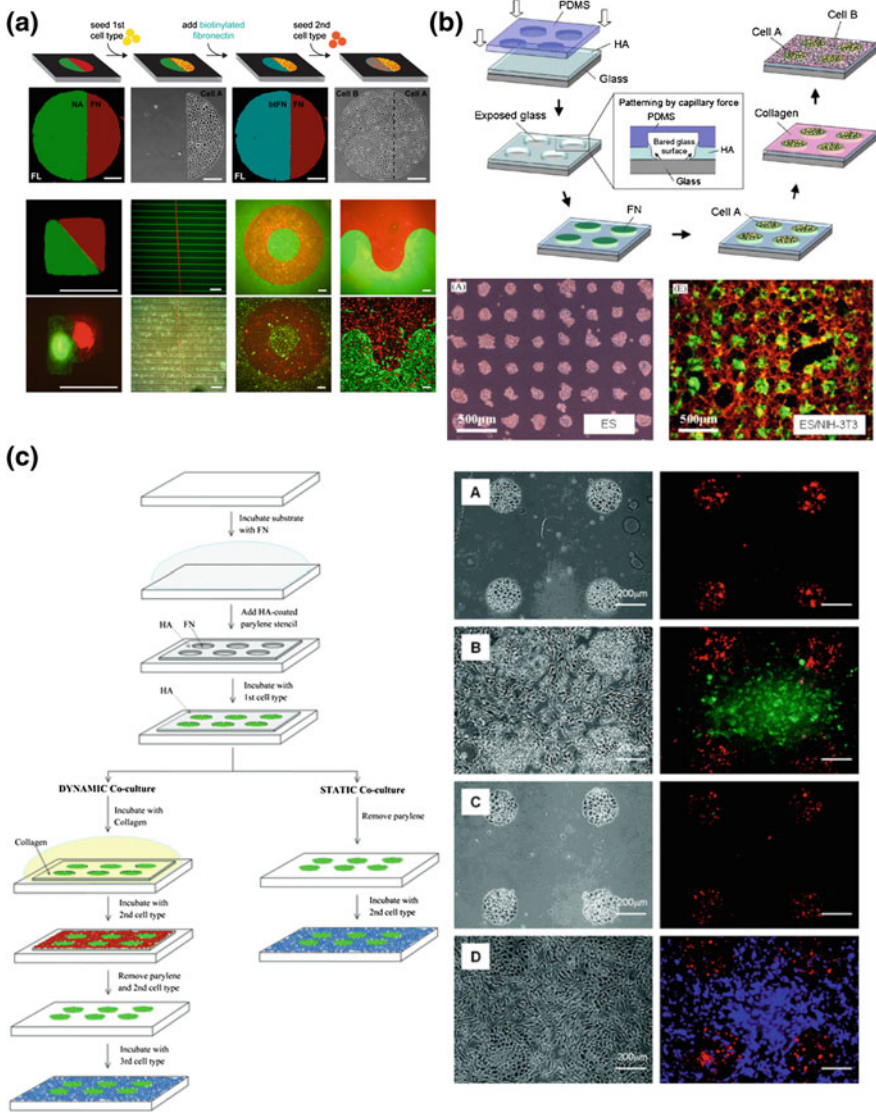 (a)
seed 1st
cell type
add biotinylated
fibronectin
seed 2nd
cell type
NA
FN
FL
Cell A
btFN
FN
FL
Cell B
Cell A
(b)
PDMS
HA
Glass
Cell B
Cell A
Exposed glass
Patterning by capillary force
PDMS
Bared glass
surface
HA
Glass
Collagen
FN
Cell A
(A)
500μm
ES
(E)
500μm
ES/NIH-3T3
(c)
Incubate substrate
with FN
Add HA-coated
parylene stencil
HA
FN
Incubate with
1st cell type
HA
DYNAMIC Co-culture
STATIC Co-culture
Incubate with
Collagen
Remove parylene
Collagen
Incubate with
2nd cell type
Incubate with
2nd cell type
Remove parylene
and 2nd cell type
Incubate with
3rd cell type
A
200μm
B
200μm
C
200μm
D
200μm